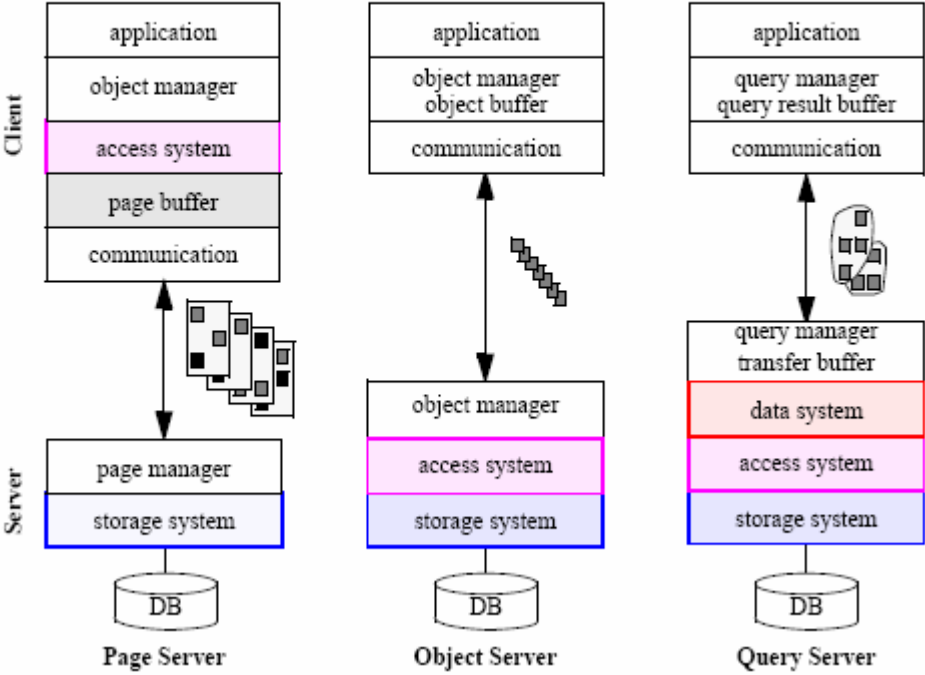 Client
Server
application
object manager
access system
page buffer
communication
page manager
storage system
DB
Page Server
application
object manager
object buffer
communication
object manager
access system
storage system
DB
Object Server
application
query manager
query result buffer
communication
query manager
transfer buffer
data system
access system
storage system
DB
Query Server